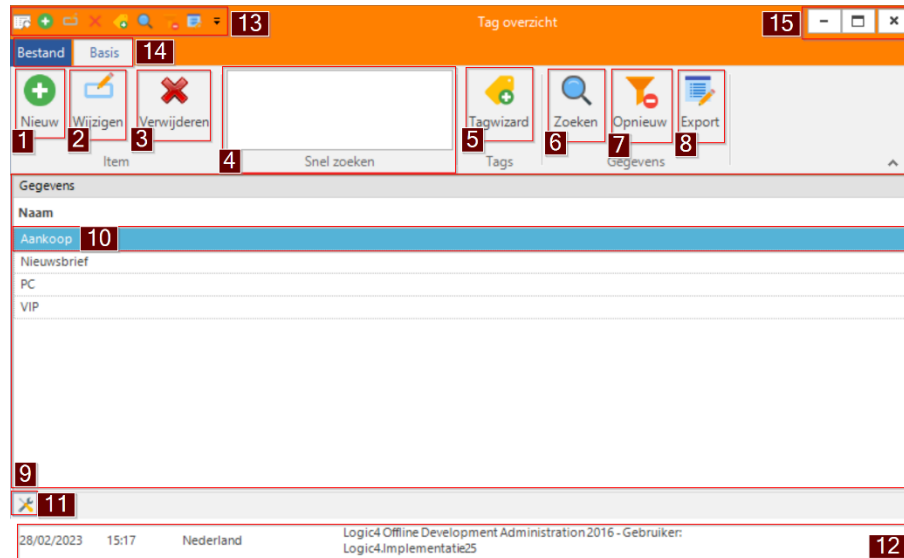 13 Tag overzicht 15
Bestand Basis 14
Nieuw Wijzigen Verwijderen Tagwizard Zoeken Opnieuw Export
1 2 3 4 5 6 7 8
Item Snel zoeken Tags Gegevens
Gegevens
Naam
Aankoop 10
Nieuwsbrief
PC
VIP
9
11
28/02/2023 15:17 Nederland Logic4 Offline Development Administration 2016 - Gebruiker:
Logic4.Implementatie25 12